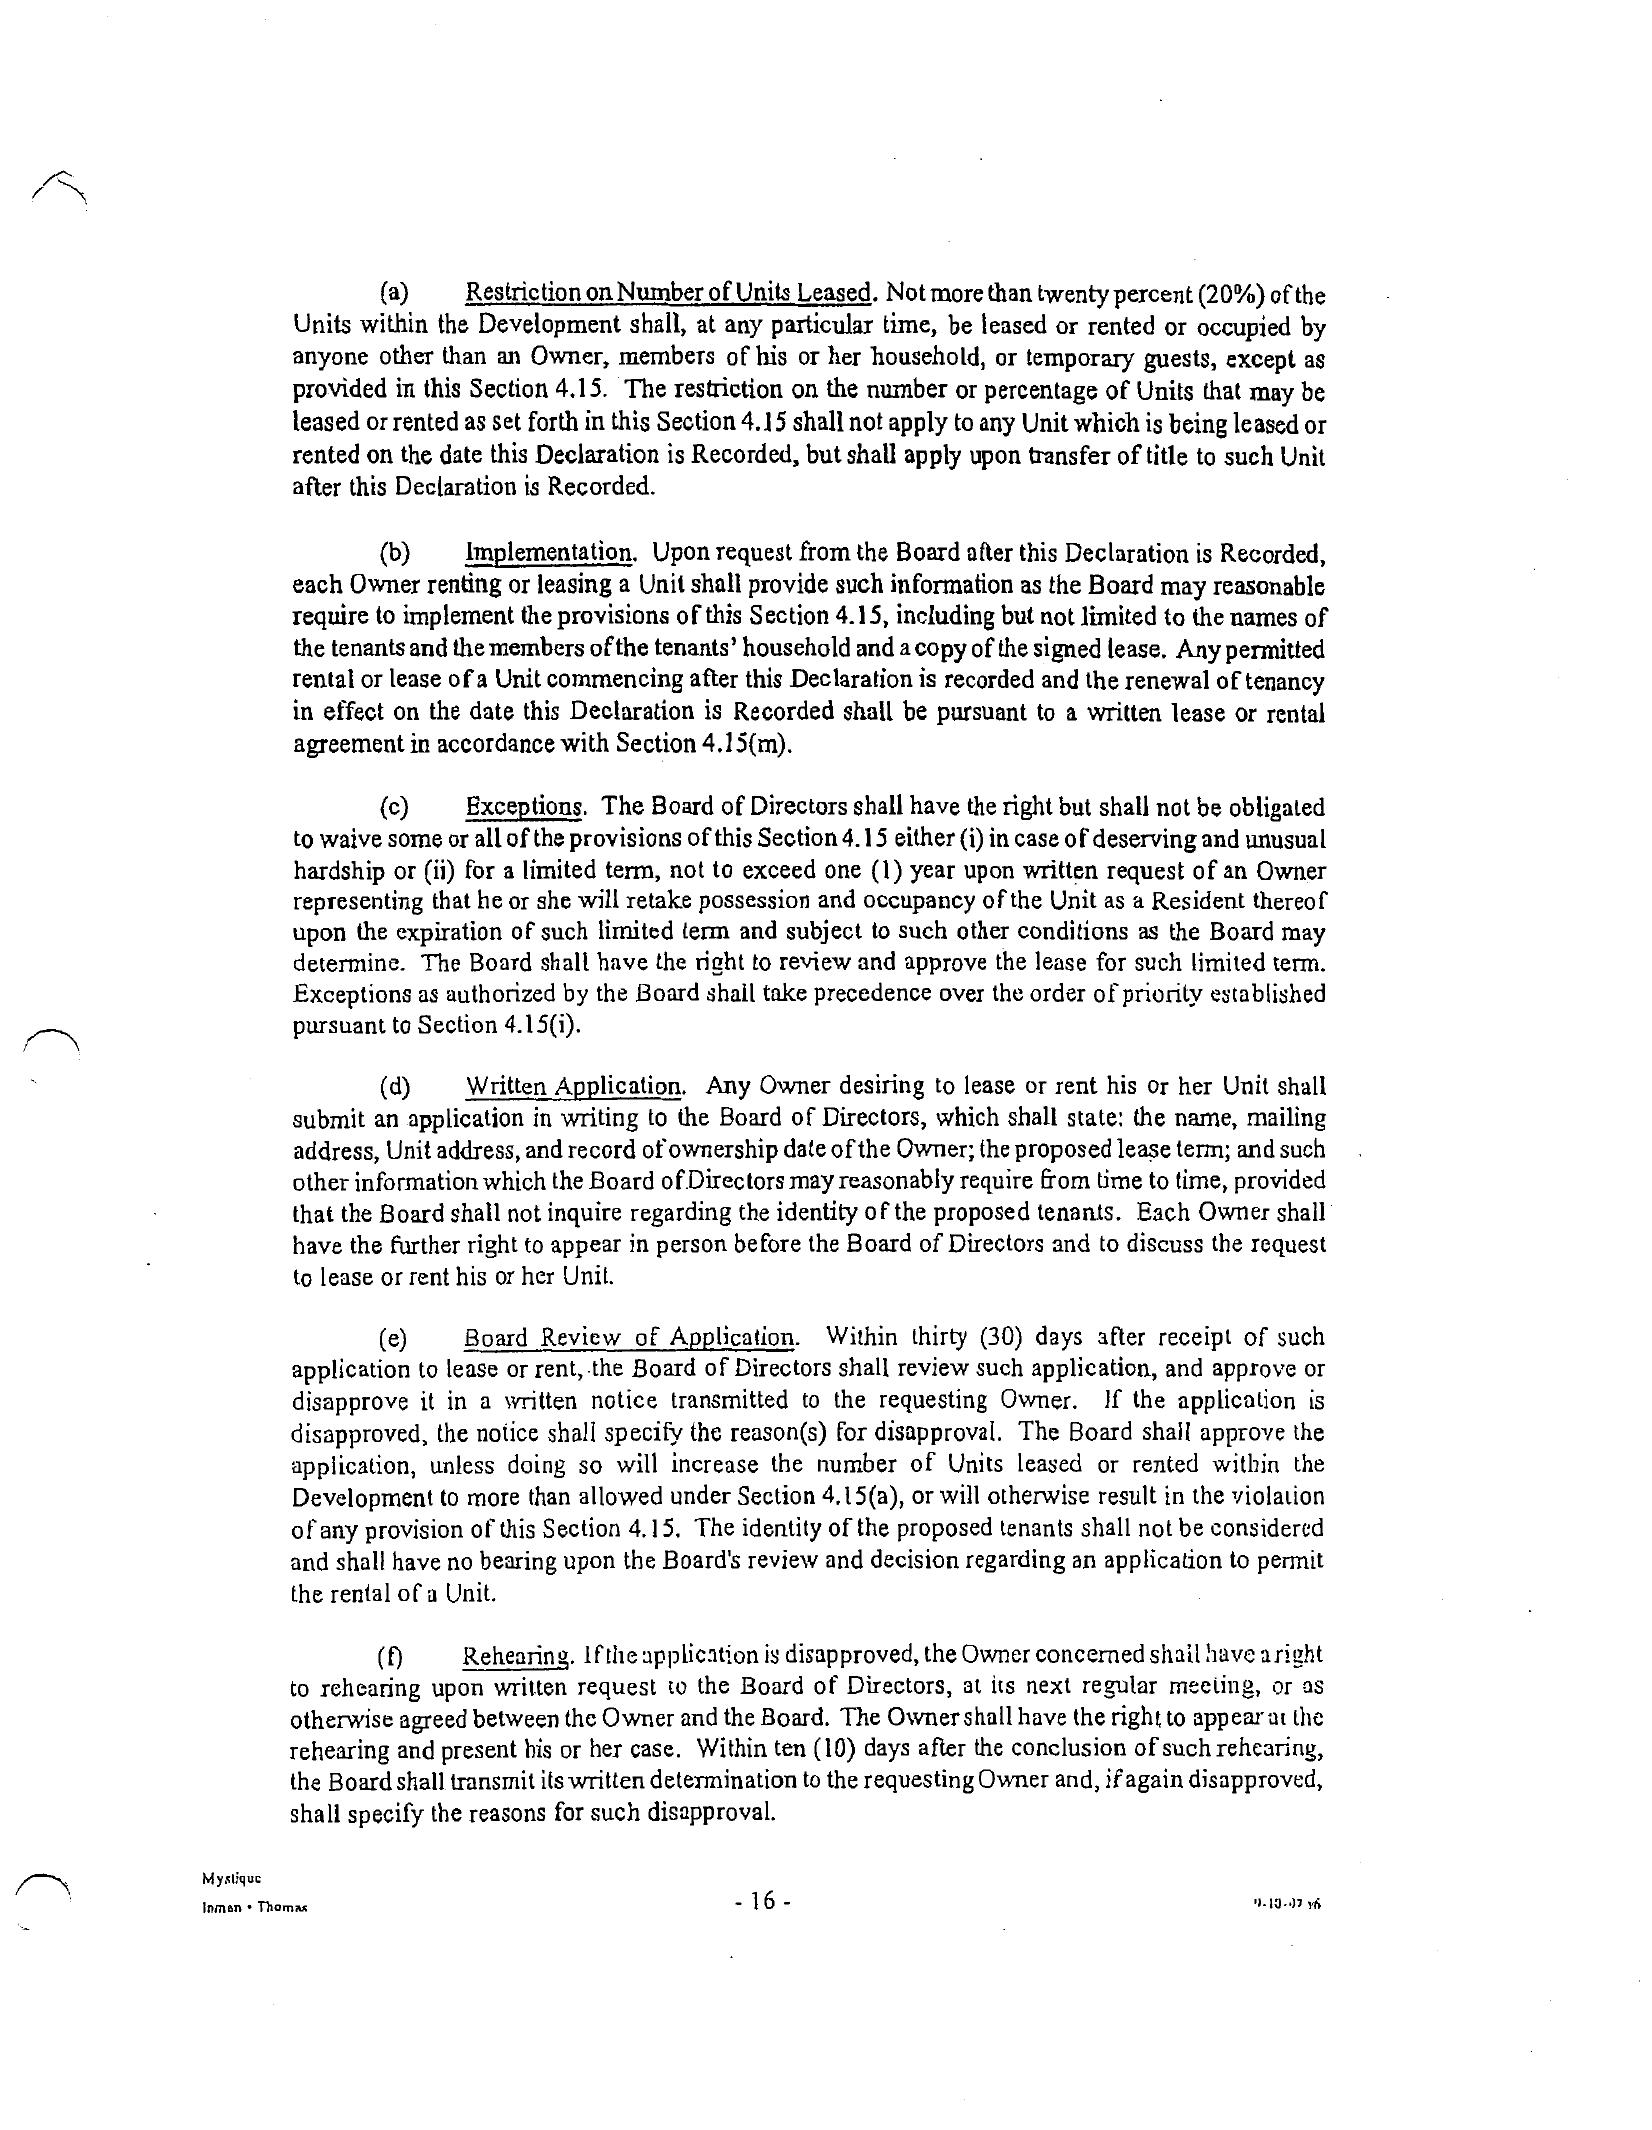 (a) Restriction on Number of Units Leased. Not more than twenty percent (20%) of the
Units within the Development shall, at any particular time, be leased or rented or occupied by
anyone other than an Owner, members of his or her household, or temporary guests, except as
provided in this Section 4.15. The restriction on the number or percentage of Units that may be
leased or rented as set forth in this Section 4.15 shall not apply to any Unit which is being leased or
rented on the date this Declaration is Recorded, but shall apply upon transfer of title to such Unit
after this Declaration is Recorded.
(b) Implementation. Upon request from the Board after this Declaration is Recorded,
each Owner renting or leasing a Unit shall provide such information as the Board may reasonable
require to implement the provisions of this Section 4.15, including but not limited to the names of
the tenants and the members of the tenants' household and a copy of the signed lease. Any permitted
rental or lease of a Unit commencing after this Declaration is recorded and the renewal of tenancy
in effect on the date this Declaration is Recorded shall be pursuant to a written lease or rental
agreement in accordance with Section 4.15(m).
(c) Exceptions. The Board of Directors shall have the right but shall not be obligated
to waive some or all of the provisions of this Section 4.15 either (i) in case of deserving and unusual
hardship or (ii) for a limited term, not to exceed one (1) year upon written request of an Owner
representing that he or she will retake possession and occupancy of the Unit as a Resident thereof
upon the expiration of such limited term and subject to such other conditions as the Board may
determine. The Board shall have the right to review and approve the lease for such limited term.
Exceptions as authorized by the Board shall take precedence over the order of priority established
pursuant to Section 4.15(i).
(d) Written Application. Any Owner desiring to lease or rent his or her Unit shall
submit an application in writing to the Board of Directors, which shall state: the name, mailing
address, Unit address, and record of ownership date of the Owner; the proposed lease term; and such
other information which the Board of Directors may reasonably require from time to time, provided
that the Board shall not inquire regarding the identity of the proposed tenants. Each Owner shall
have the further right to appear in person before the Board of Directors and to discuss the request
to lease or rent his or her Unit.
(e) Board Review of Application. Within thirty (30) days after receipt of such
application to lease or rent, the Board of Directors shall review such application, and approve or
disapprove it in a written notice transmitted to the requesting Owner. If the application is
disapproved, the notice shall specify the reason(s) for disapproval. The Board shall approve the
application, unless doing so will increase the number of Units leased or rented within the
Development to more than allowed under Section 4.15(a), or will otherwise result in the violation
of any provision of this Section 4.15. The identity of the proposed tenants shall not be considered
and shall have no bearing upon the Board's review and decision regarding an application to permit
the rental of a Unit.
(f) Rehearing. If the application is disapproved, the Owner concerned shall have a right
to rehearing upon written request to the Board of Directors, at its next regular meeting, or as
otherwise agreed between the Owner and the Board. The Owner shall have the right to appear at the
rehearing and present his or her case. Within ten (10) days after the conclusion of such rehearing,
the Board shall transmit its written determination to the requesting Owner and, if again disapproved,
shall specify the reasons for such disapproval.
Mystique
Inman • Thomas
- 16 -